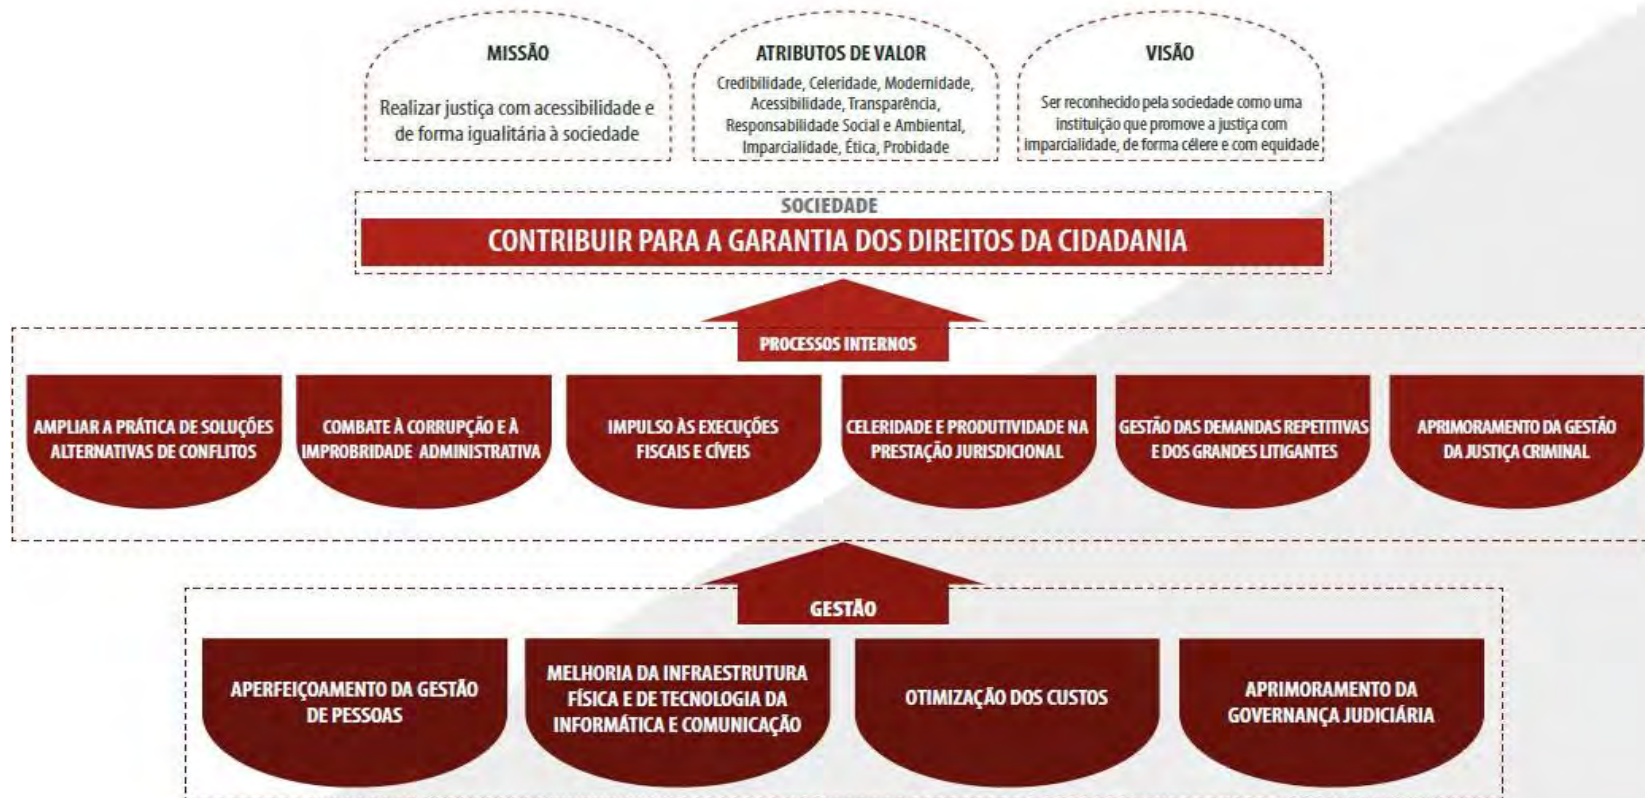 MISSÃO
Realizar justiça com acessibilidade e
de forma igualitária à sociedade
ATRIBUTOS DE VALOR
Credibilidade, Celeridade, Modernidade,
Acessibilidade, Transparência,
Responsabilidade Social e Ambiental,
Imparcialidade, Ética, Probidade
VISÃO
Ser reconhecido pela sociedade como uma
instituição que promove a justiça com
imparcialidade, de forma célere e com equidade
SOCIEDADE
CONTRIBUIR PARA A GARANTIA DOS DIREITOS DA CIDADANIA
PROCESSOS INTERNOS
AMPLIAR A PRÁTICA DE SOLUÇÕES
ALTERNATIVAS DE CONFLITOS
COMBATE À CORRUPÇÃO E À
IMPROBRIDADE ADMINISTRATIVA
IMPULSO ÀS EXECUÇÕES
FISCAIS E CÍVEIS
CELERIDADE E PRODUTIVIDADE NA
PRESTAÇÃO JURISDICIONAL
GESTÃO DAS DEMANDAS REPETITIVAS
E DOS GRANDES LITIGANTES
APRIMORAMENTO DA GESTÃO
DA JUSTIÇA CRIMINAL
GESTÃO
APERFEIÇOAMENTO DA GESTÃO
DE PESSOAS
MELHORIA DA INFRAESTRUTURA
FÍSICA E DE TECNOLOGIA DA
INFORMÁTICA E COMUNICAÇÃO
OTIMIZAÇÃO DOS CUSTOS
APRIMORAMENTO DA
GOVERNANÇA JUDICIÁRIA